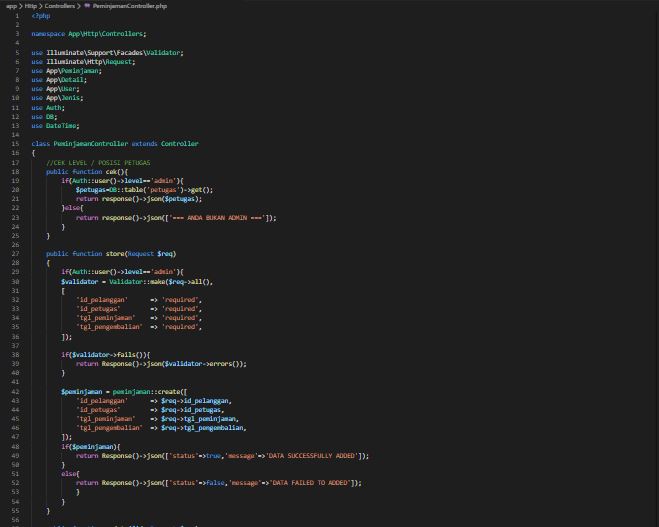 app > Http > Controllers > PeminjamanController.php
1 <?php
2
3 namespace App\Http\Controllers;
4
5 use Illuminate\Support\Facades\Validator;
6 use Illuminate\Http\Request;
7 use App\Peminjaman;
8 use App\Detail;
9 use App\User;
10 use App\Jenis;
11 use Auth;
12 use DB;
13 use DateTime;
14
15 class PeminjamanController extends Controller
16 {
17 //CEK LEVEL / POSISI PETUGAS
18 public function cek(){
19 if(Auth::user()->level=='admin'){
20 $petugas=DB::table('petugas')->get();
21 return response()->json($petugas);
22 }else{
23 return response()->json(['=== ANDA BUKAN ADMIN ===']);
24 }
25 }
26
27 public function store(Request $req)
28 {
29 if(Auth::user()->level=='admin'){
30 $validator = Validator::make($req->all(),
31 [
32 'id_pelanggan' => 'required',
33 'id_petugas' => 'required',
34 'tgl_peminjaman' => 'required',
35 'tgl_pengembalian' => 'required',
36 ]);
37
38 if($validator->fails()){
39 return Response()->json($validator->errors());
40 }
41
42 $peminjaman = peminjaman::create([
43 'id_pelanggan' => $req->id_pelanggan,
44 'id_petugas' => $req->id_petugas,
45 'tgl_peminjaman' => $req->tgl_peminjaman,
46 'tgl_pengembalian' => $req->tgl_pengembalian,
47 ]);
48 if($peminjaman){
49 return Response()->json(['status'=>true,'message'=>'DATA SUCCESSFULLY ADDED']);
50 }
51 else{
52 return Response()->json(['status'=>false,'message'=>'DATA FAILED TO ADDED']);
53 }
54 }
55 }
56